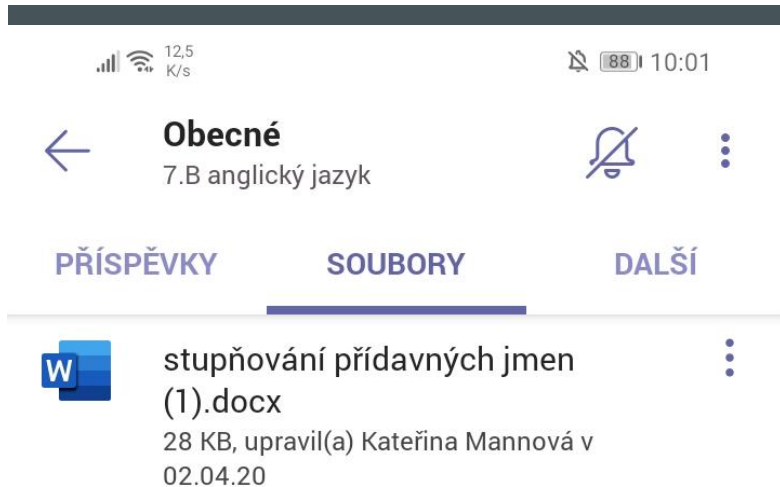 12,5
K/s
88 10:01
Obecné
7.B anglický jazyk
PŘÍSPĚVKY SOUBORY DALŠÍ
W stupňování přídavných jmen
(1).docx
28 KB, upravil(a) Kateřina Mannová v
02.04.20